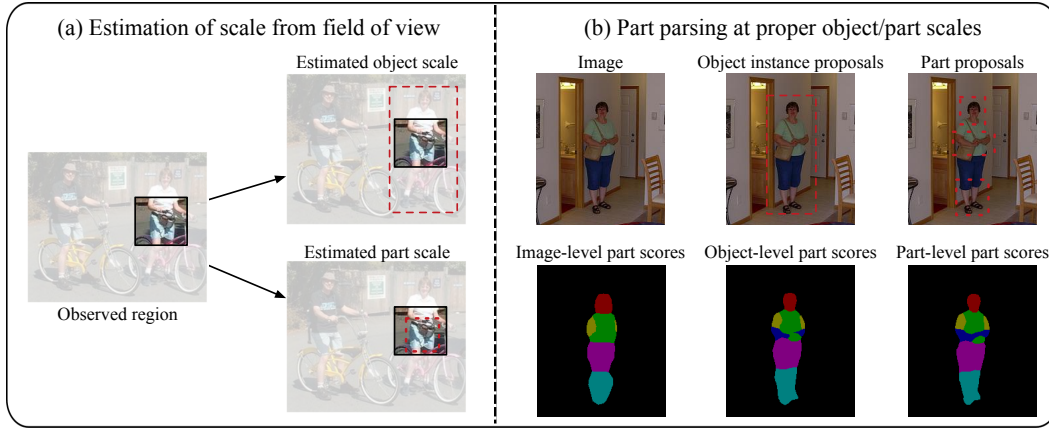 (a) Estimation of scale from field of view
Estimated object scale
Observed region
Estimated part scale
(b) Part parsing at proper object/part scales
Image
Object instance proposals
Part proposals
Image-level part scores
Object-level part scores
Part-level part scores